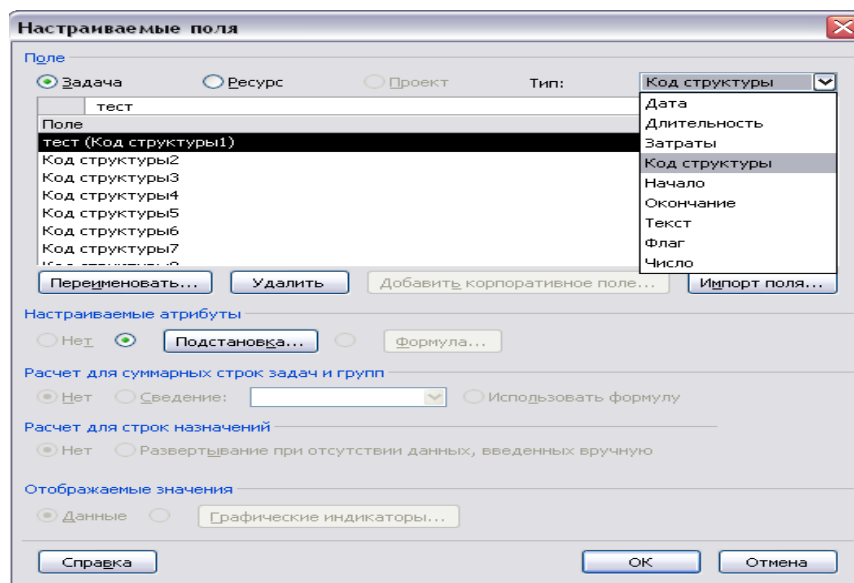 Настраиваемые поля
Поле
Задача Ресурс Проект Тип: Код структуры
тест
Дата
Поле
Длительность
тест (Код структуры1)
Затраты
Код структуры2
Код структуры
Код структуры3
Начало
Код структуры4
Окончание
Код структуры5
Текст
Код структуры6
Флаг
Код структуры7
Число
Переименовать... Удалить Добавить корпоративное поле... Импорт поля...
Настраиваемые атрибуты
Нет Подстановка... Формула...
Расчет для суммарных строк задач и групп
Нет Сведение: Использовать формулу
Расчет для строк назначений
Нет Развертывание при отсутствии данных, введенных вручную
Отображаемые значения
Данные Графические индикаторы...
Справка ОК Отмена